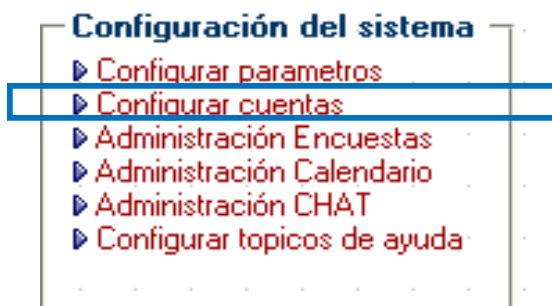 Configuración del sistema
Configurar parametros
Configurar cuentas
Administración Encuestas
Administración Calendario
Administración CHAT
Configurar topicos de ayuda